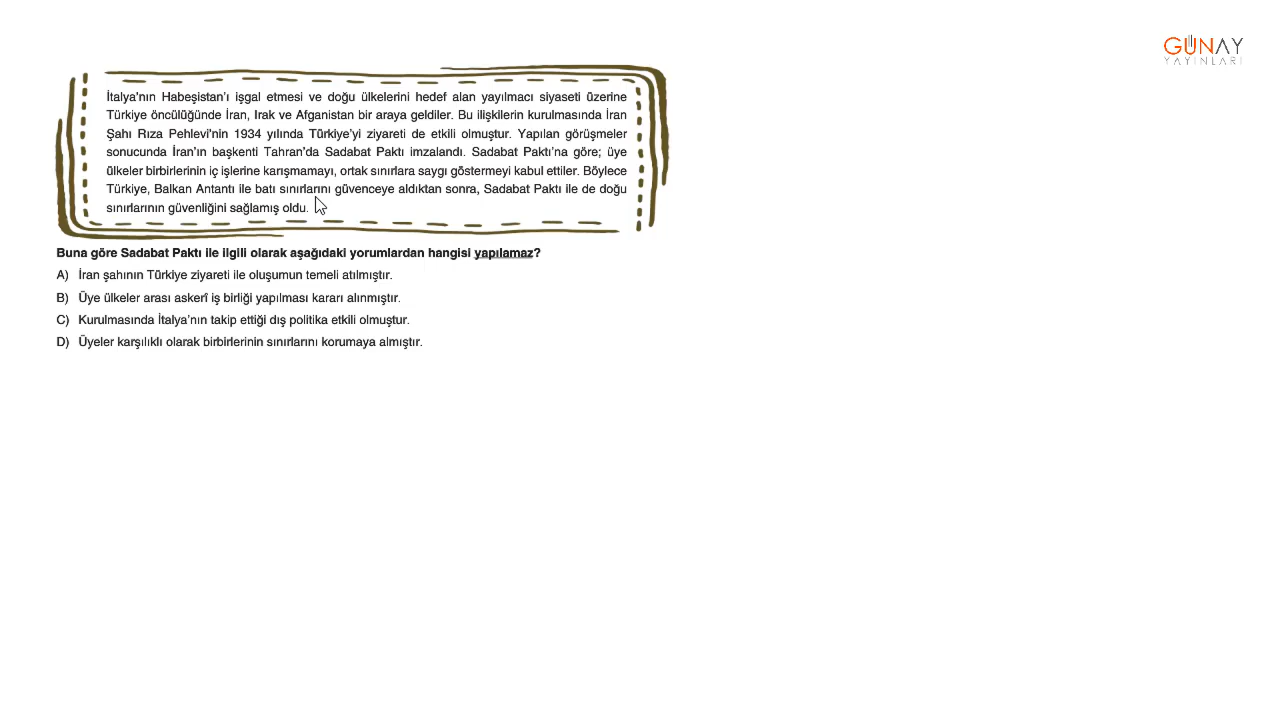 GÜNAY
YAYINLARI
İtalya'nın Habeşistan'ı işgal etmesi ve doğu ülkelerini hedef alan yayılmacı siyaseti üzerine
Türkiye öncülüğünde İran, Irak ve Afganistan bir araya geldiler. Bu ilişkilerin kurulmasında İran
Şahı Rıza Pehlevi'nin 1934 yılında Türkiye'yi ziyareti de etkili olmuştur. Yapılan görüşmeler
sonucunda İran'ın başkenti Tahran'da Sadabat Paktı imzalandı. Sadabat Paktı'na göre; üye
ülkeler birbirlerinin iç işlerine karışmamayı, ortak sınırlara saygı göstermeyi kabul ettiler. Böylece
Türkiye, Balkan Antantı ile batı sınırlarını güvenceye aldıktan sonra, Sadabat Paktı ile de doğu
sınırlarının güvenliğini sağlamış oldu.
Buna göre Sadabat Paktı ile ilgili olarak aşağıdaki yorumlardan hangisi yapılamaz?
A) İran şahının Türkiye ziyareti ile oluşumun temeli atılmıştır.
B) Üye ülkeler arası askerî iş birliği yapılması kararı alınmıştır.
C) Kurulmasında İtalya'nın takip ettiği dış politika etkili olmuştur.
D) Üyeler karşılıklı olarak birbirlerinin sınırlarını korumaya almıştır.